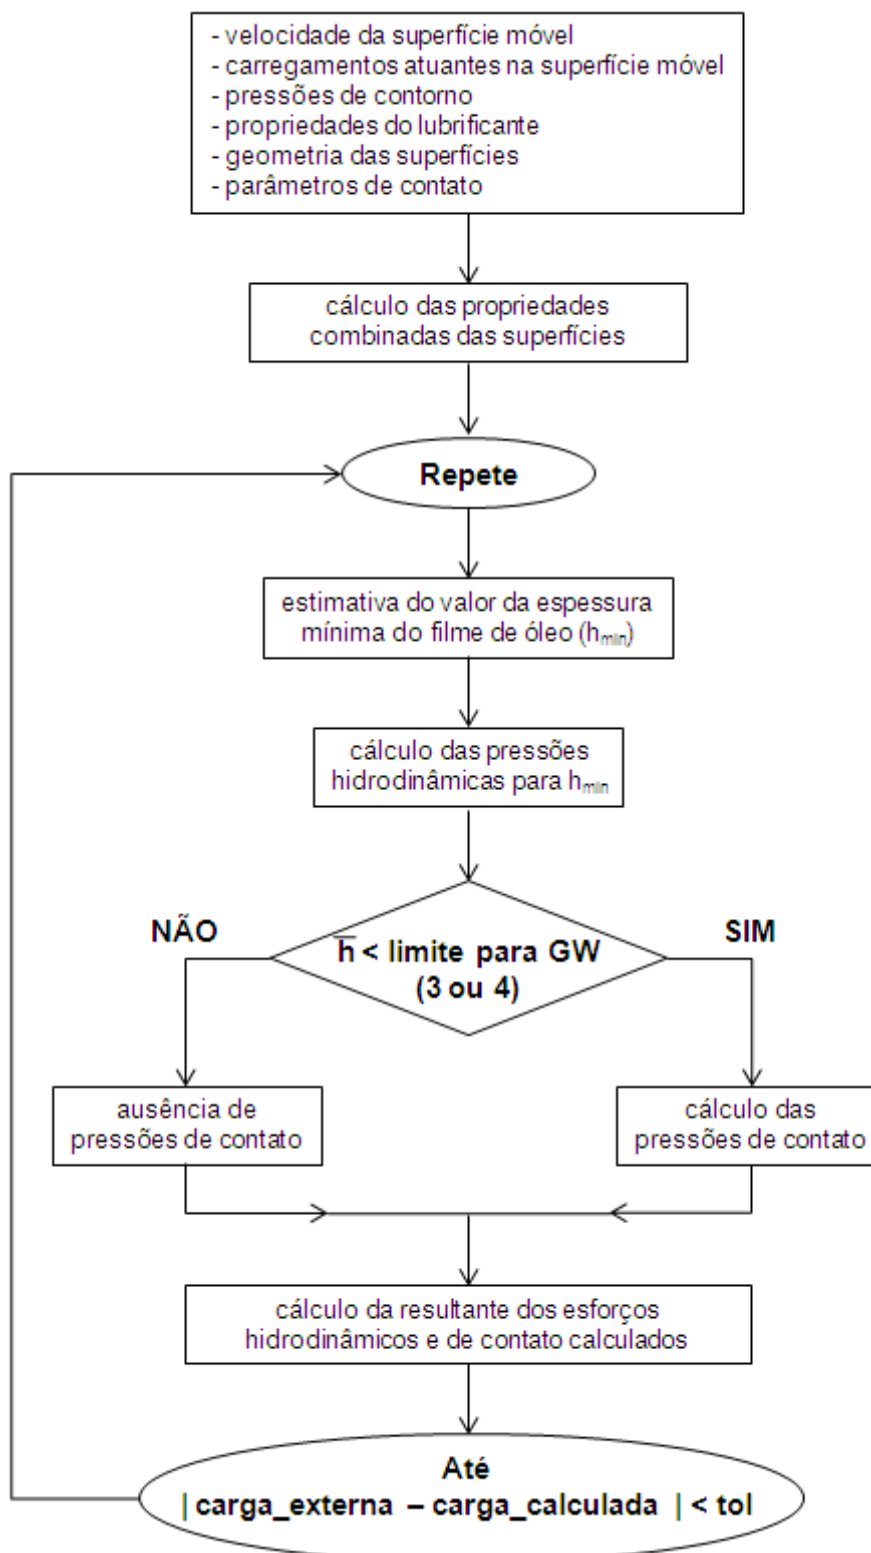 - velocidade da superfície móvel
- carregamentos atuantes na superfície móvel
- pressões de contorno
- propriedades do lubrificante
- geometria das superfícies
- parâmetros de contato
cálculo das propriedades
combinadas das superfícies
Repete
estimativa do valor da espessura
mínima do filme de óleo (hmin)
cálculo das pressões
hidrodinâmicas para hmin
NÃO
SIM
h̅ < limite para GW
(3 ou 4)
ausência de
pressões de contato
cálculo das
pressões de contato
cálculo da resultante dos esforços
hidrodinâmicos e de contato calculados
Até
| carga_externa – carga_calculada | < tol